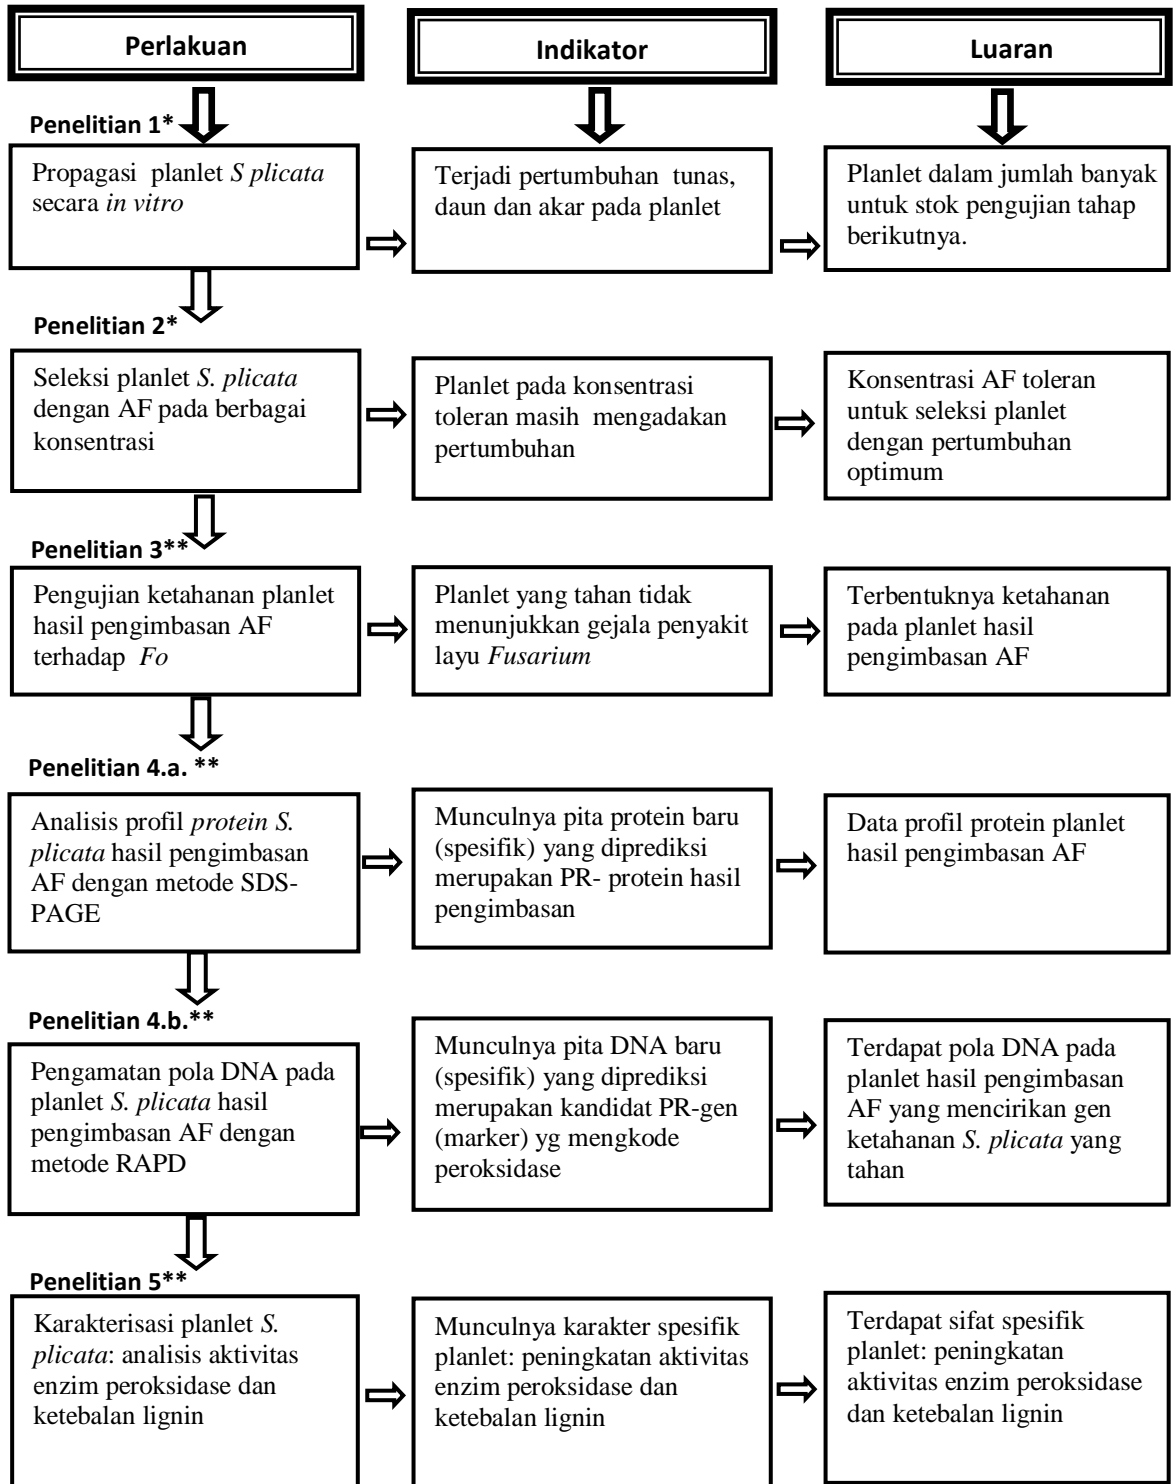 Perlakuan
Indikator
Luaran
Penelitian 1*
Propagasi planlet S plicata
secara in vitro
Terjadi pertumbuhan tunas,
daun dan akar pada planlet
Planlet dalam jumlah banyak
untuk stok pengujian tahap
berikutnya.
Penelitian 2*
Seleksi planlet S. plicata
dengan AF pada berbagai
konsentrasi
Planlet pada konsentrasi
toleran masih mengadakan
pertumbuhan
Konsentrasi AF toleran
untuk seleksi planlet
dengan pertumbuhan
optimum
Penelitian 3**
Pengujian ketahanan planlet
hasil pengimbasan AF
terhadap Fo
Planlet yang tahan tidak
menunjukkan gejala penyakit
layu Fusarium
Terbentuknya ketahanan
pada planlet hasil
pengimbasan AF
Penelitian 4.a. **
Analisis profil protein S.
plicata hasil pengimbasan
AF dengan metode SDS-
PAGE
Munculnya pita protein baru
(spesifik) yang diprediksi
merupakan PR- protein hasil
pengimbasan
Data profil protein planlet
hasil pengimbasan AF
Penelitian 4.b.**
Pengamatan pola DNA pada
planlet S. plicata hasil
pengimbasan AF dengan
metode RAPD
Munculnya pita DNA baru
(spesifik) yang diprediksi
merupakan kandidat PR-gen
(marker) yg mengkode
peroksidase
Terdapat pola DNA pada
planlet hasil pengimbasan
AF yang mencirikan gen
ketahanan S. plicata yang
tahan
Penelitian 5**
Karakterisasi planlet S.
plicata: analisis aktivitas
enzim peroksidase dan
ketebalan lignin
Munculnya karakter spesifik
planlet: peningkatan aktivitas
enzim peroksidase dan
ketebalan lignin
Terdapat sifat spesifik
planlet: peningkatan
aktivitas enzim peroksidase
dan ketebalan lignin